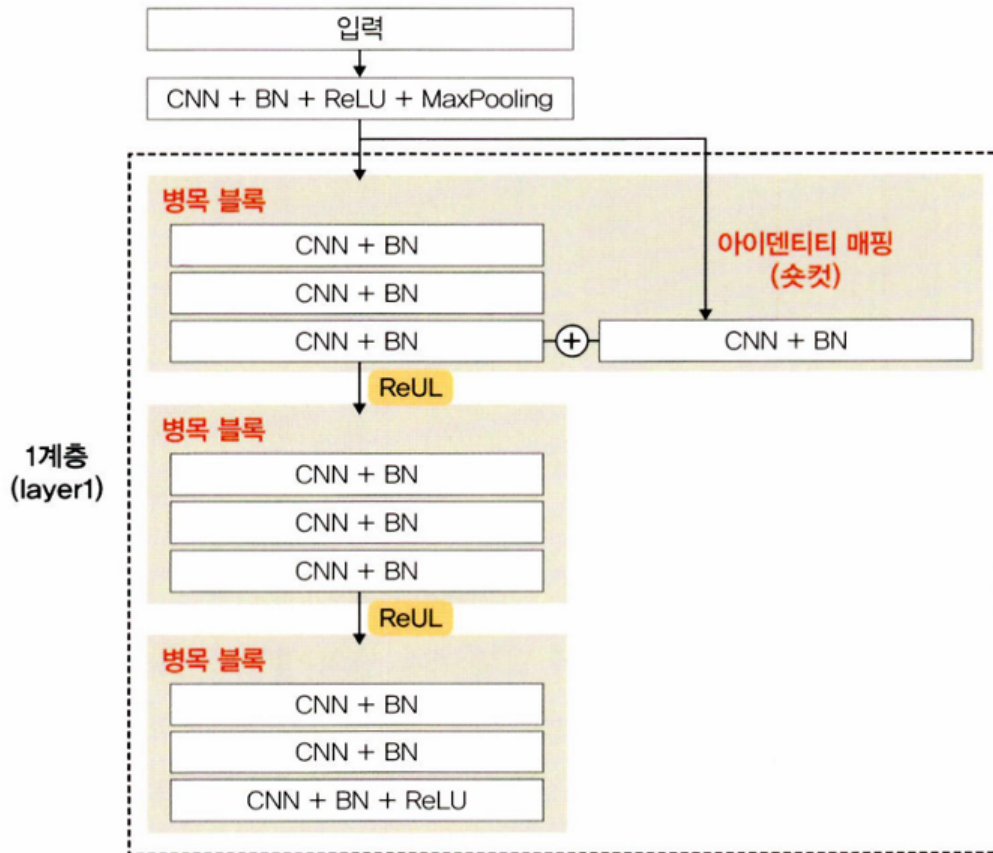 입력
CNN + BN + ReLU + MaxPooling
병목 블록
CNN + BN
CNN + BN
CNN + BN
아이덴티티 매핑
(숏컷)
+
CNN + BN
ReUL
병목 블록
CNN + BN
CNN + BN
CNN + BN
1계층
(layer1)
ReUL
병목 블록
CNN + BN
CNN + BN
CNN + BN + ReLU